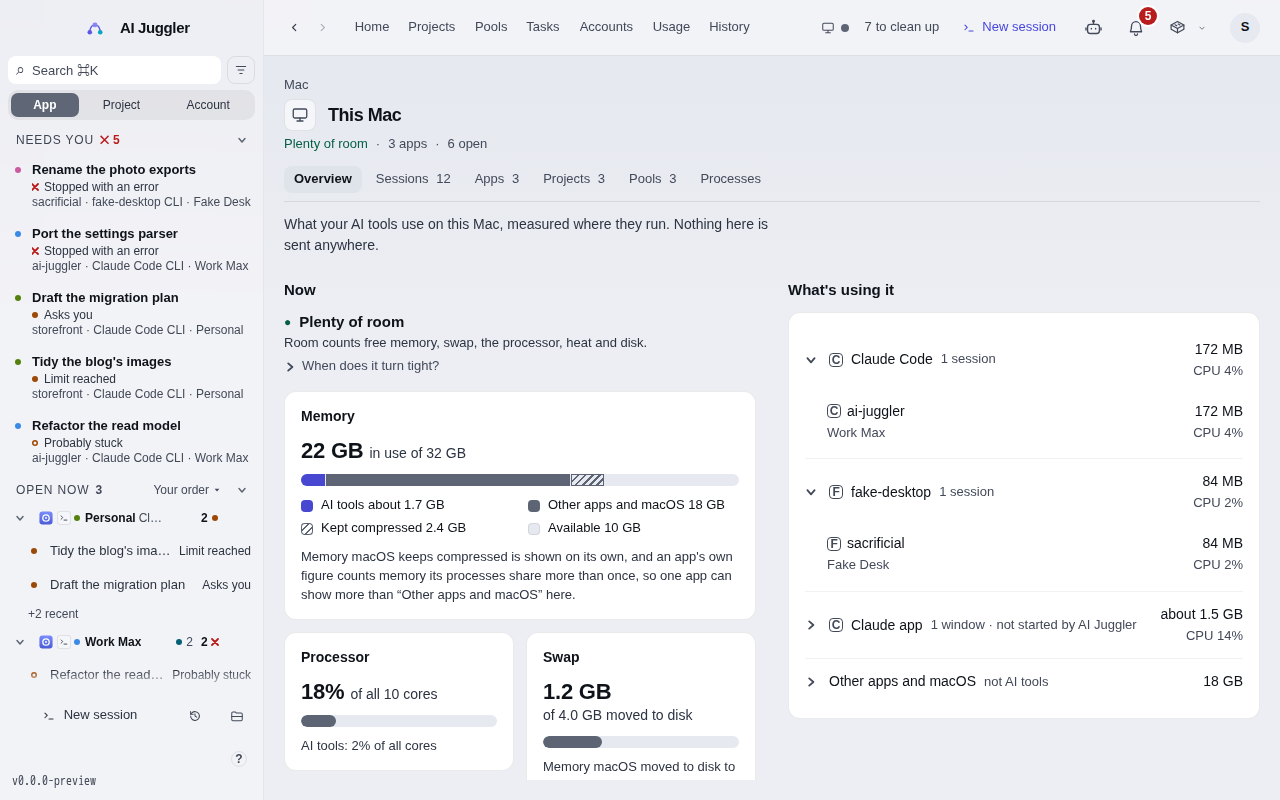 AI Juggler
Search ⌘K
App Project Account
NEEDS YOU 5
Rename the photo exports
Stopped with an error
sacrificial · fake-desktop CLI · Fake Desk
Port the settings parser
Stopped with an error
ai-juggler · Claude Code CLI · Work Max
Draft the migration plan
Asks you
storefront · Claude Code CLI · Personal
Tidy the blog's images
Limit reached
storefront · Claude Code CLI · Personal
Refactor the read model
Probably stuck
ai-juggler · Claude Code CLI · Work Max
OPEN NOW 3 Your order
Personal Cl… 2
Tidy the blog's ima… Limit reached
Draft the migration plan Asks you
+2 recent
Work Max 2 2
Refactor the read… Probably stuck
New session
?
v0.0.0-preview
Home Projects Pools Tasks Accounts Usage History
7 to clean up New session 5 S
Mac
This Mac
Plenty of room · 3 apps · 6 open
Overview Sessions 12 Apps 3 Projects 3 Pools 3 Processes
What your AI tools use on this Mac, measured where they run. Nothing here is
sent anywhere.
Now
Plenty of room
Room counts free memory, swap, the processor, heat and disk.
When does it turn tight?
Memory
22 GB in use of 32 GB
AI tools about 1.7 GB Other apps and macOS 18 GB
Kept compressed 2.4 GB Available 10 GB
Memory macOS keeps compressed is shown on its own, and an app's own
figure counts memory its processes share more than once, so one app can
show more than “Other apps and macOS” here.
Processor
18% of all 10 cores
AI tools: 2% of all cores
Swap
1.2 GB
of 4.0 GB moved to disk
Memory macOS moved to disk to
What's using it
C Claude Code 1 session 172 MB
CPU 4%
C ai-juggler 172 MB
Work Max CPU 4%
F fake-desktop 1 session 84 MB
CPU 2%
F sacrificial 84 MB
Fake Desk CPU 2%
C Claude app 1 window · not started by AI Juggler about 1.5 GB
CPU 14%
Other apps and macOS not AI tools 18 GB